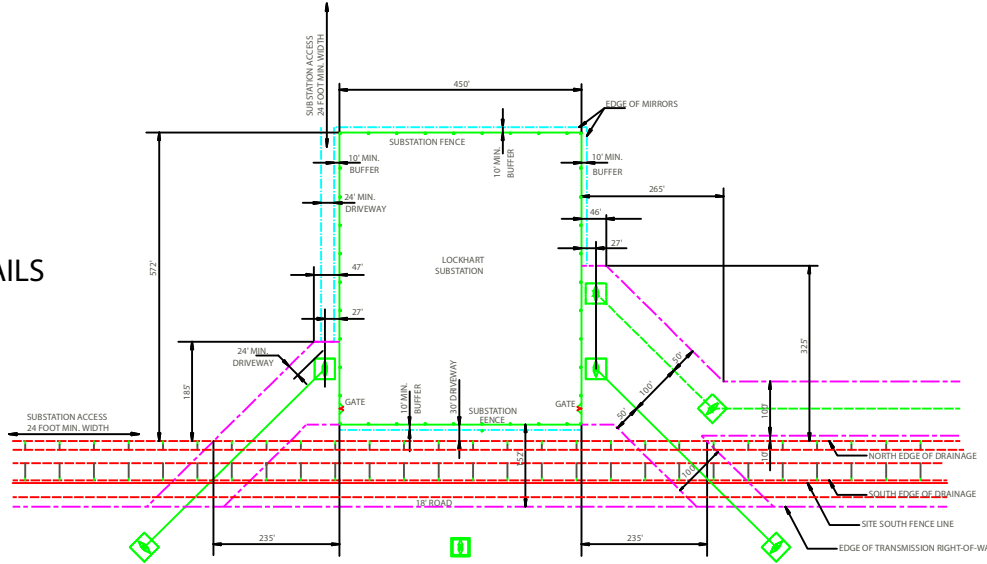 SUBSTATION ACCESS
24 FOOT MIN. WIDTH
450'
EDGE OF MIRRORS
SUBSTATION FENCE
10' MIN.
BUFFER
10' MIN.
BUFFER
10' MIN.
BUFFER
265'
24' MIN.
DRIVEWAY
46'
27'
AILS
572'
LOCKHART
SUBSTATION
47'
27'
325'
24' MIN.
DRIVEWAY
185'
50'
100'
50'
GATE
10' MIN.
BUFFER
30' DRIVEWAY
SUBSTATION
FENCE
GATE
100'
SUBSTATION ACCESS
24 FOOT MIN. WIDTH
NORTH EDGE OF DRAINAGE
100'
SOUTH EDGE OF DRAINAGE
18' ROAD
SITE SOUTH FENCE LINE
235'
235'
EDGE OF TRANSMISSION RIGHT-OF-WA